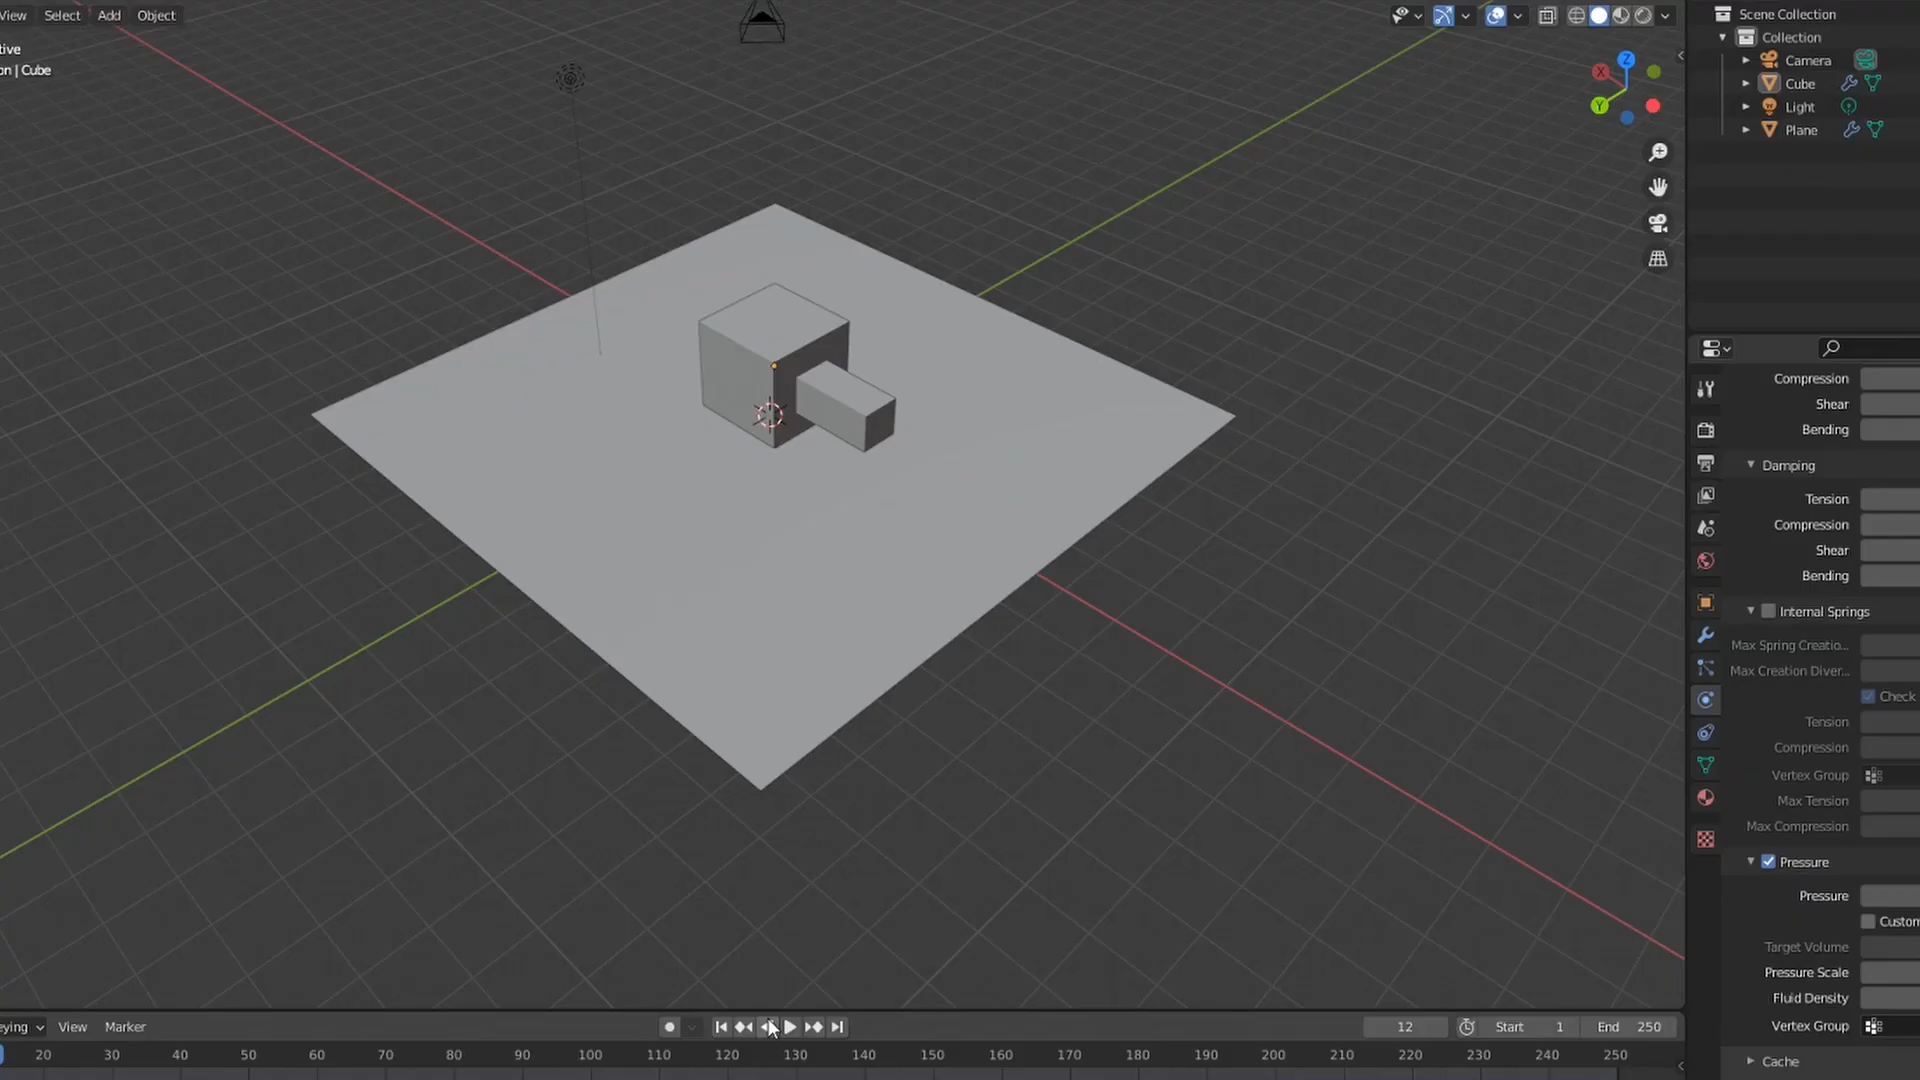 View Select Add Object
tive
on | Cube
X
Y
Z
Scene Collection
Collection
Camera
Cube
Light
Plane
Compression
Shear
Bending
Damping
Tension
Compression
Shear
Bending
Internal Springs
Max Spring Creatio...
Max Creation Diver...
Check
Tension
Compression
Vertex Group
Max Tension
Max Compression
Pressure
Pressure
Custom
Target Volume
Pressure Scale
Fluid Density
Vertex Group
Cache
eying View Marker 12 Start 1 End 250
20 30 40 50 60 70 80 90 100 110 120 130 140 150 160 170 180 190 200 210 220 230 240 250